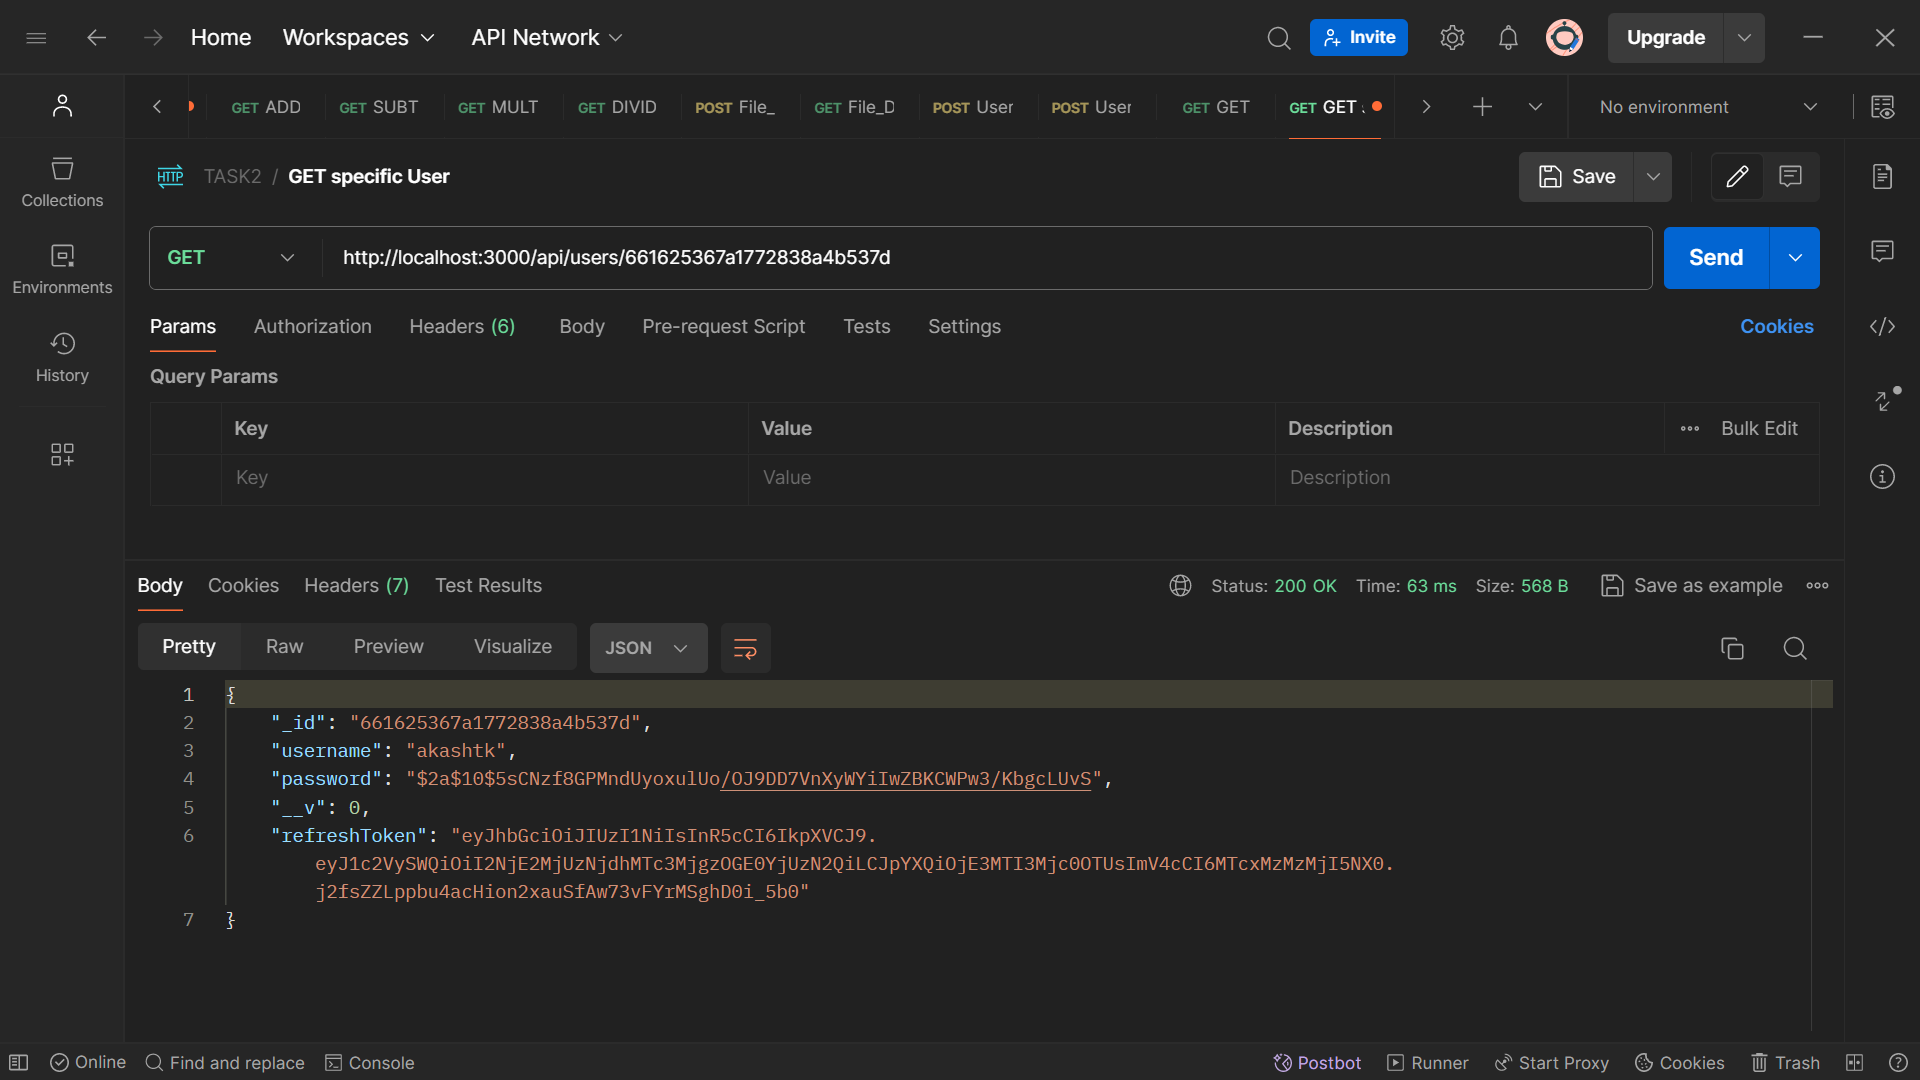 Home Workspaces API Network Invite Upgrade
GET ADD GET SUBT GET MULT GET DIVID POST File_ GET File_D POST User POST User GET GET GET GET No environment
HTTP TASK2 / GET specific User Save
Collections
GET http://localhost:3000/api/users/661625367a1772838a4b537d Send
Environments
Params Authorization Headers (6) Body Pre-request Script Tests Settings Cookies
History
Query Params
Key Value Description Bulk Edit
Key Value Description
Body Cookies Headers (7) Test Results Status: 200 OK Time: 63 ms Size: 568 B Save as example
Pretty Raw Preview Visualize JSON
1 {
2 "_id": "661625367a1772838a4b537d",
3 "username": "akashtk",
4 "password": "$2a$10$5sCNzf8GPMndUyoxulUo/OJ9DD7VnXyWYiIwZBKCWPw3/KbgcLUvS",
5 "__v": 0,
6 "refreshToken": "eyJhbGciOiJIUzI1NiIsInR5cCI6IkpXVCJ9.
eyJ1c2VySWQiOiI2NjE2MjUzNjdhMTc3MjgzOGE0YjUzN2QiLCJpYXQiOjE3MTI3Mjc0OTUsImV4cCI6MTcxMzMzMjI5NX0.
j2fsZZLppbu4acHion2xauSfAw73vFYrMSghD0i_5b0"
7 }
Online Find and replace Console Postbot Runner Start Proxy Cookies Trash